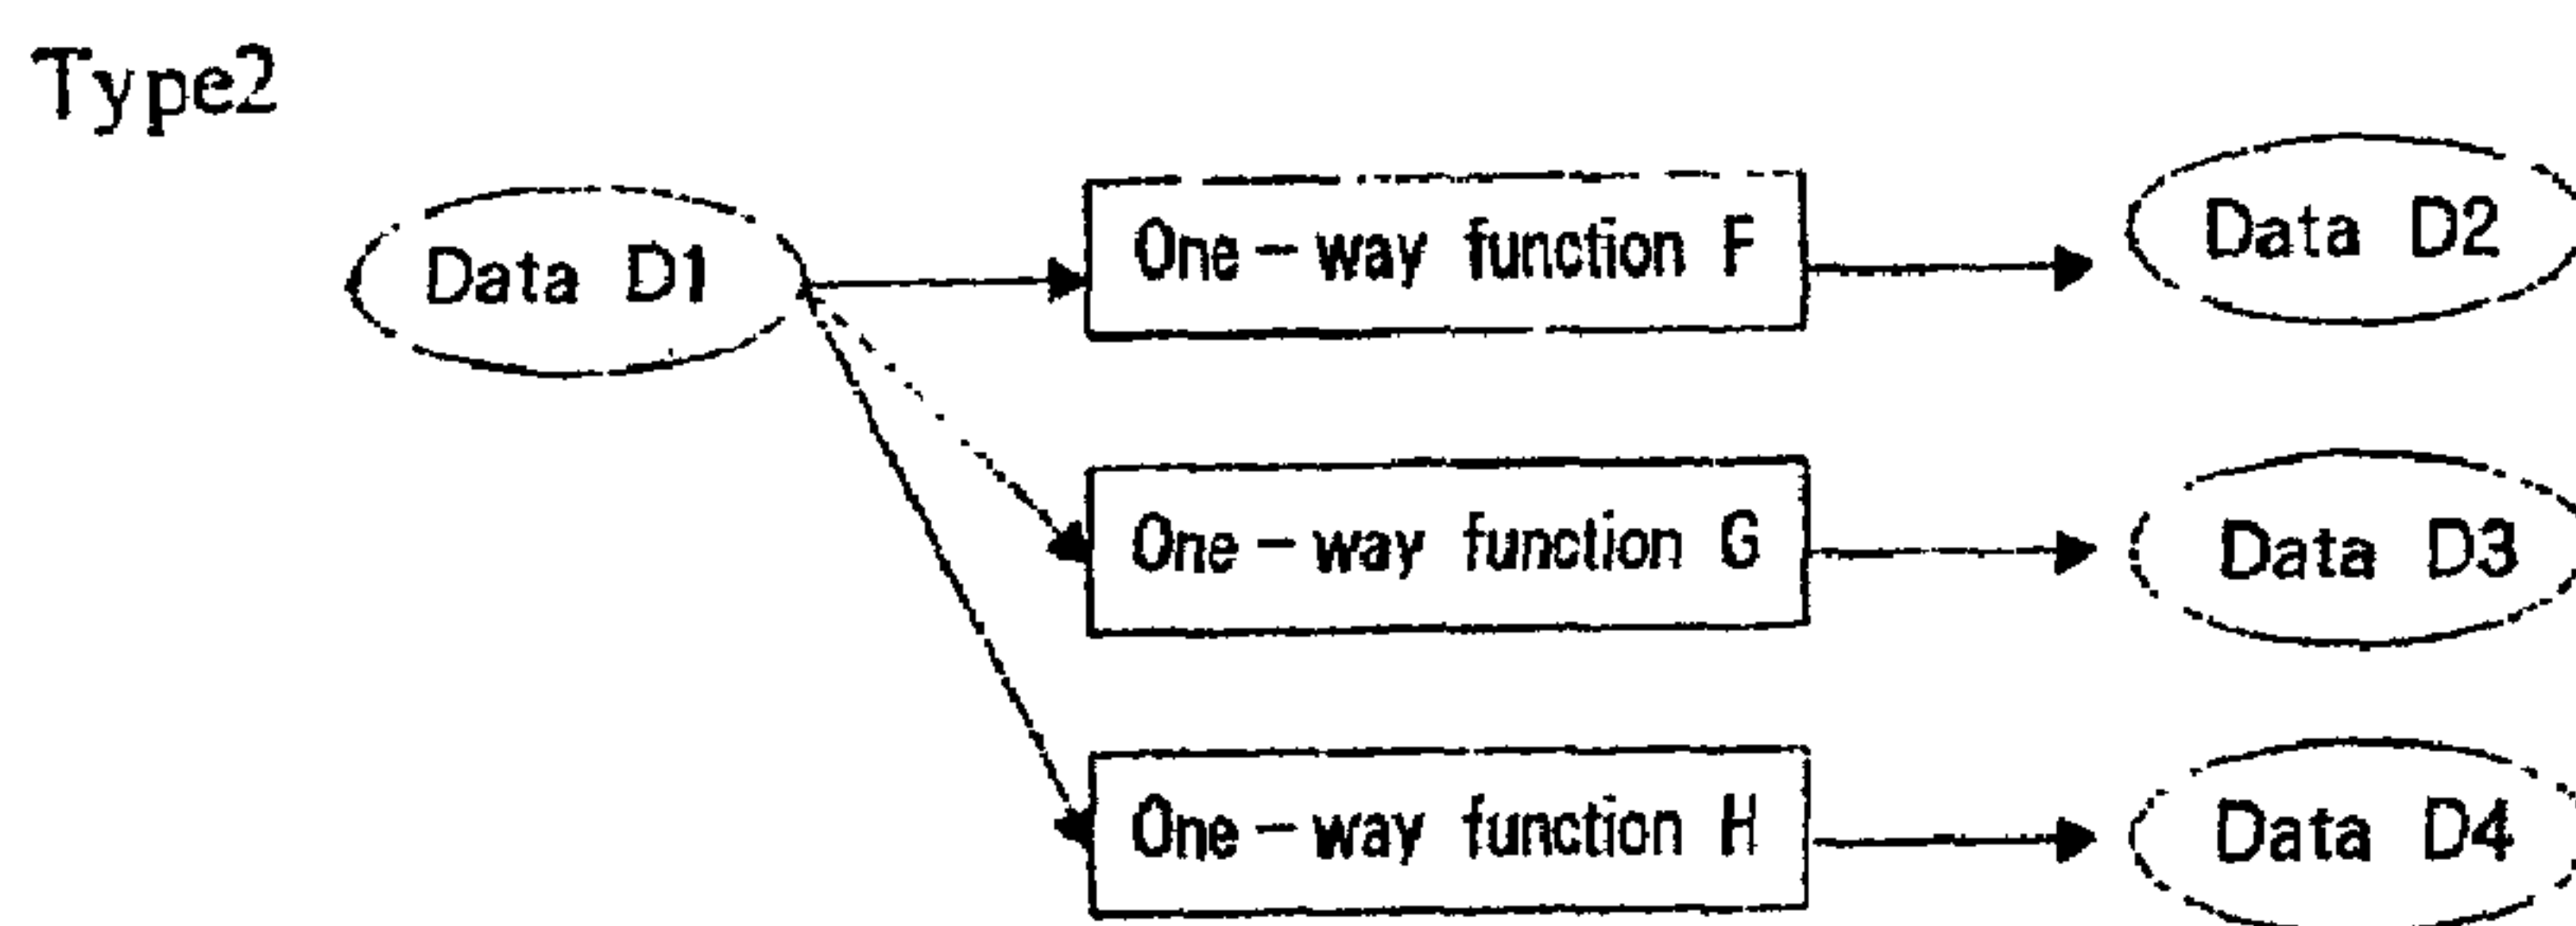 Type2
Data D1
One-way function F
Data D2
One-way function G
Data D3
One-way function H
Data D4